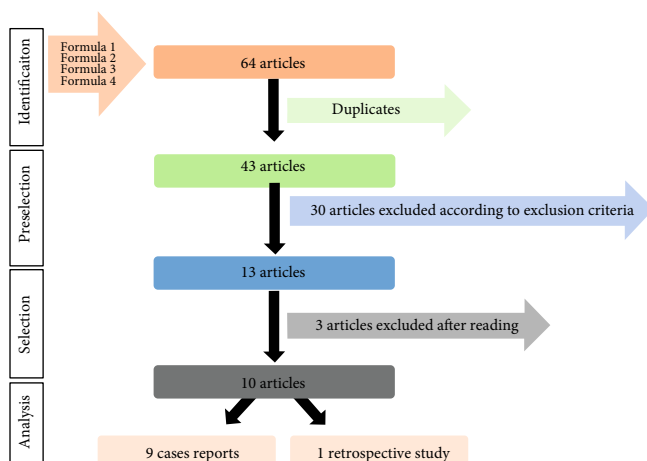 Identificaiton
Formula 1
Formula 2
Formula 3
Formula 4
64 articles
Duplicates
Preselection
43 articles
30 articles excluded according to exclusion criteria
Selection
13 articles
3 articles excluded after reading
Analysis
10 articles
9 cases reports
1 retrospective study